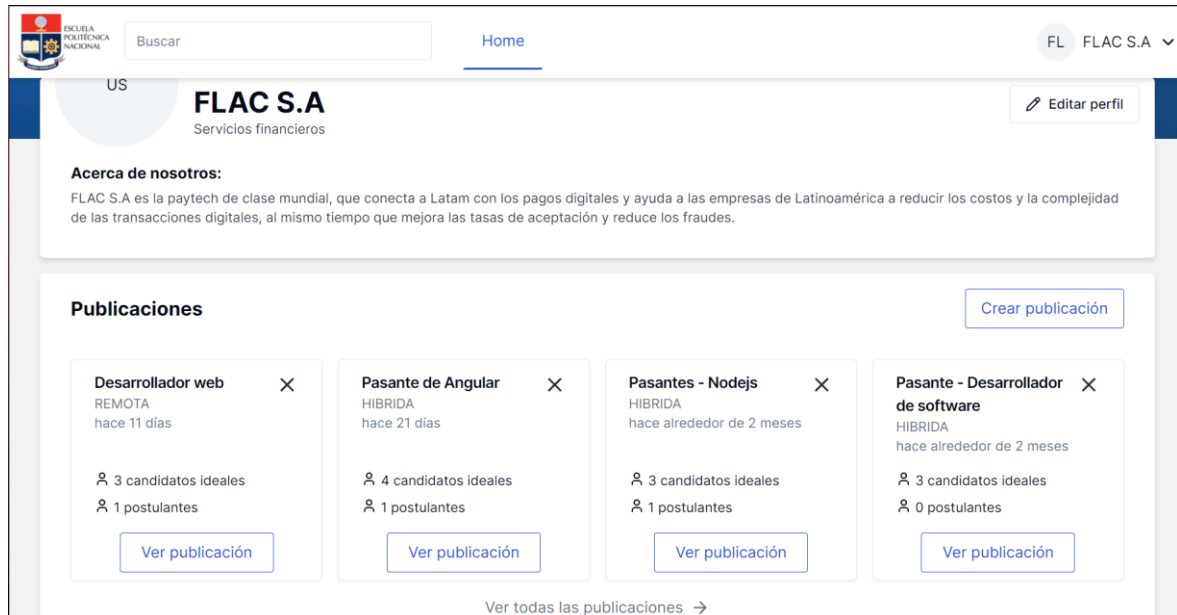 ESCUELA
POLITÉCNICA
NACIONAL
Buscar
Home
FL
FLAC S.A
US
FLAC S.A
Servicios financieros
Editar perfil
Acerca de nosotros:
FLAC S.A es la paytech de clase mundial, que conecta a Latam con los pagos digitales y ayuda a las empresas de Latinoamérica a reducir los costos y la complejidad
de las transacciones digitales, al mismo tiempo que mejora las tasas de aceptación y reduce los fraudes.
Publicaciones
Crear publicación
Desarrollador web
REMOTA
hace 11 días
3 candidatos ideales
1 postulantes
Ver publicación
Pasante de Angular
HIBRIDA
hace 21 días
4 candidatos ideales
1 postulantes
Ver publicación
Pasantes - Nodejs
HIBRIDA
hace alrededor de 2 meses
3 candidatos ideales
1 postulantes
Ver publicación
Pasante - Desarrollador
de software
HIBRIDA
hace alrededor de 2 meses
3 candidatos ideales
0 postulantes
Ver publicación
Ver todas las publicaciones